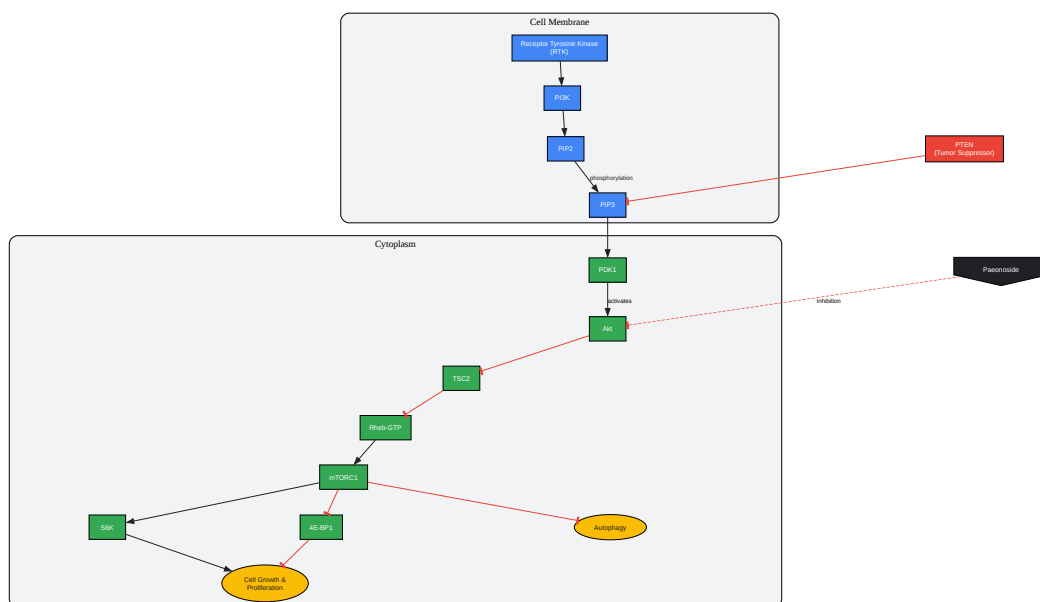 Cell Membrane
Receptor Tyrosine Kinase
(RTK)
PI3K
PIP2
phosphorylation
PIP3
PTEN
(Tumor Suppressor)
Cytoplasm
PDK1
activates
Akt
Paeonoside
Inhibition
TSC2
Rheb-GTP
mTORC1
S6K
4E-BP1
Autophagy
Cell Growth &
Proliferation